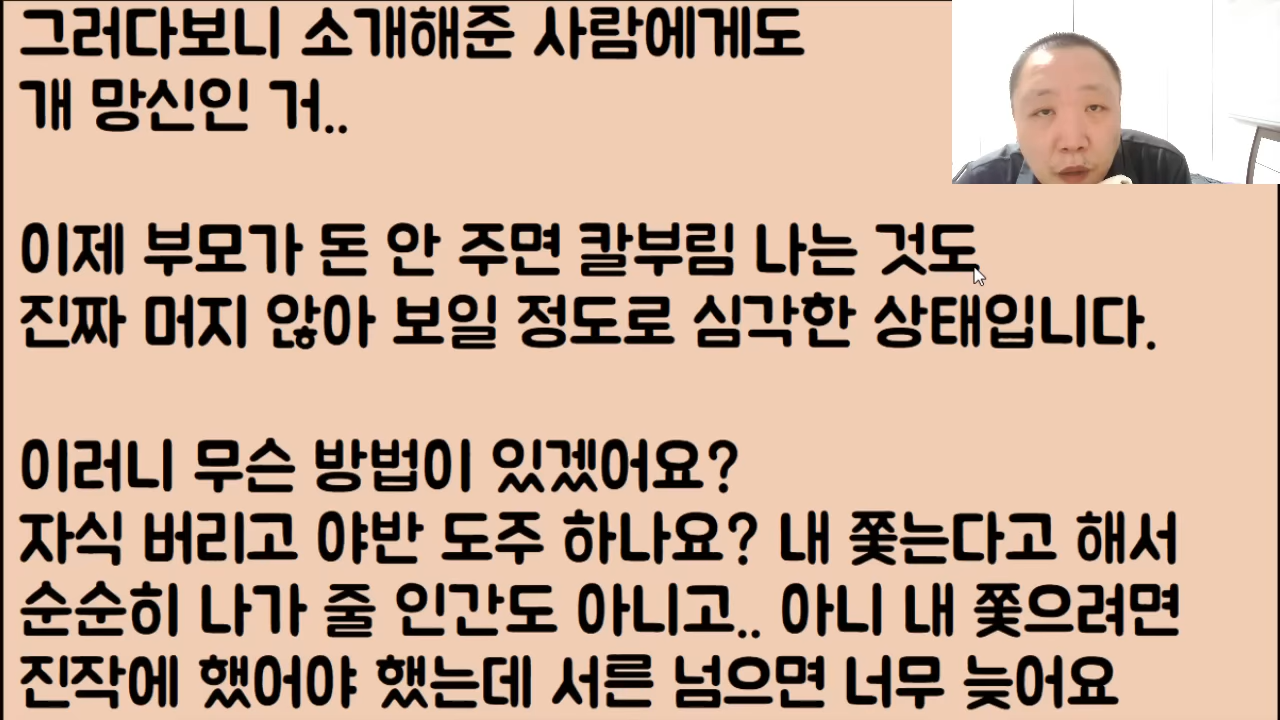 그러다보니 소개해준 사람에게도
개 망신인 거..
이제 부모가 돈 안 주면 칼부림 나는 것도
진짜 머지 않아 보일 정도로 심각한 상태입니다.
이러니 무슨 방법이 있겠어요?
자식 버리고 야반 도주 하나요? 내 쫓는다고 해서
순순히 나가 줄 인간도 아니고.. 아니 내 쫓으려면
진작에 했어야 했는데 서른 넘으면 너무 늦어요